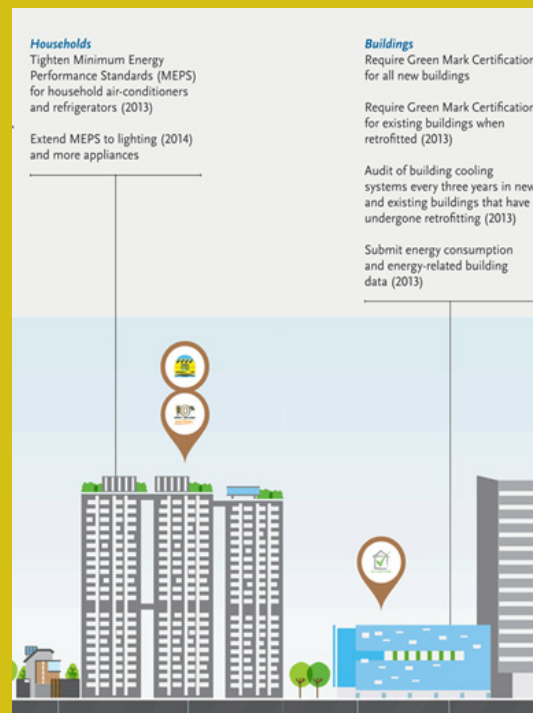 Households
Tighten Minimum Energy
Performance Standards (MEPS)
for household air-conditioners
and refrigerators (2013)
Extend MEPS to lighting (2014)
and more appliances
Buildings
Require Green Mark Certification
for all new buildings
Require Green Mark Certification
for existing buildings when
retrofitted (2013)
Audit of building cooling
systems every three years in new
and existing buildings that have
undergone retrofitting (2013)
Submit energy consumption
and energy-related building
data (2013)